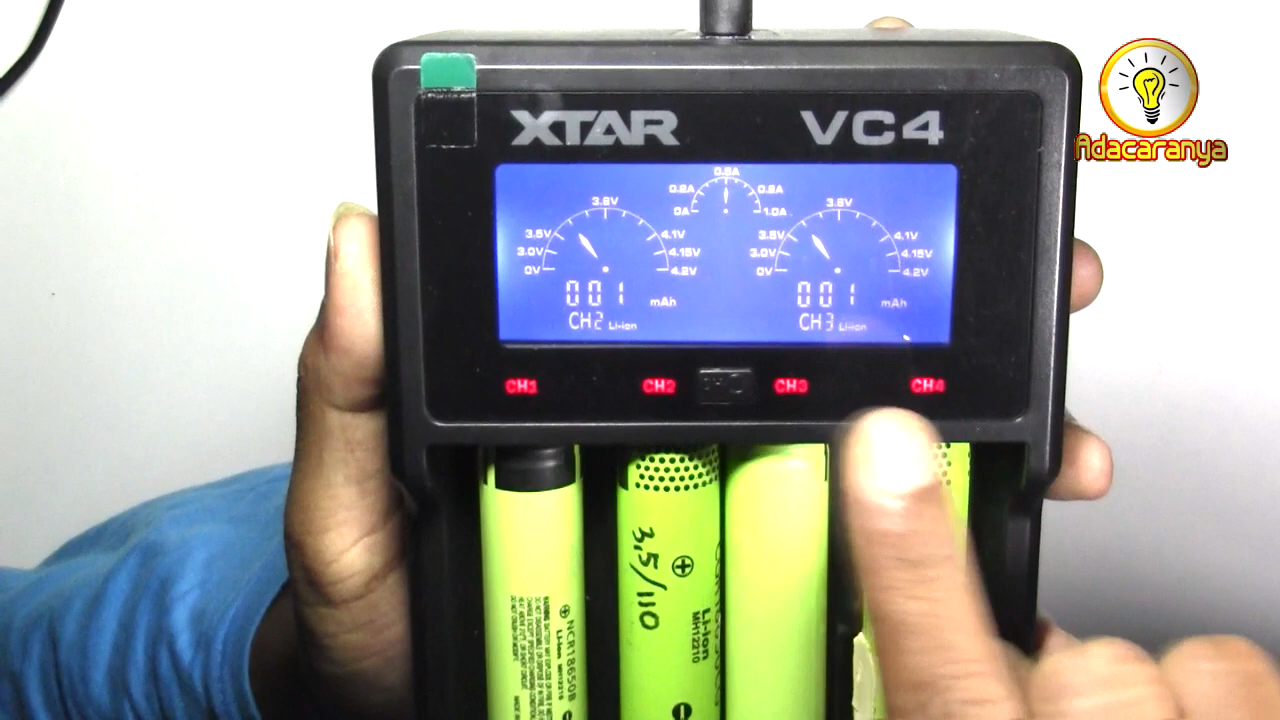 XTAR VC4
Adacaranya
0.5A
0.2A 0.8A
0A 1.0A
3.8V 3.8V
3.5V 4.1V 3.5V 4.1V
3.0V 4.15V 3.0V 4.15V
0V 4.2V 0V 4.2V
001 mAh 001 mAh
CH2 Li-ion CH3 Li-ion
CH1 CH2 CH3 CH4
3,5/110
Li-ion
MH12210
NCR18650B
Li-ion MH12210